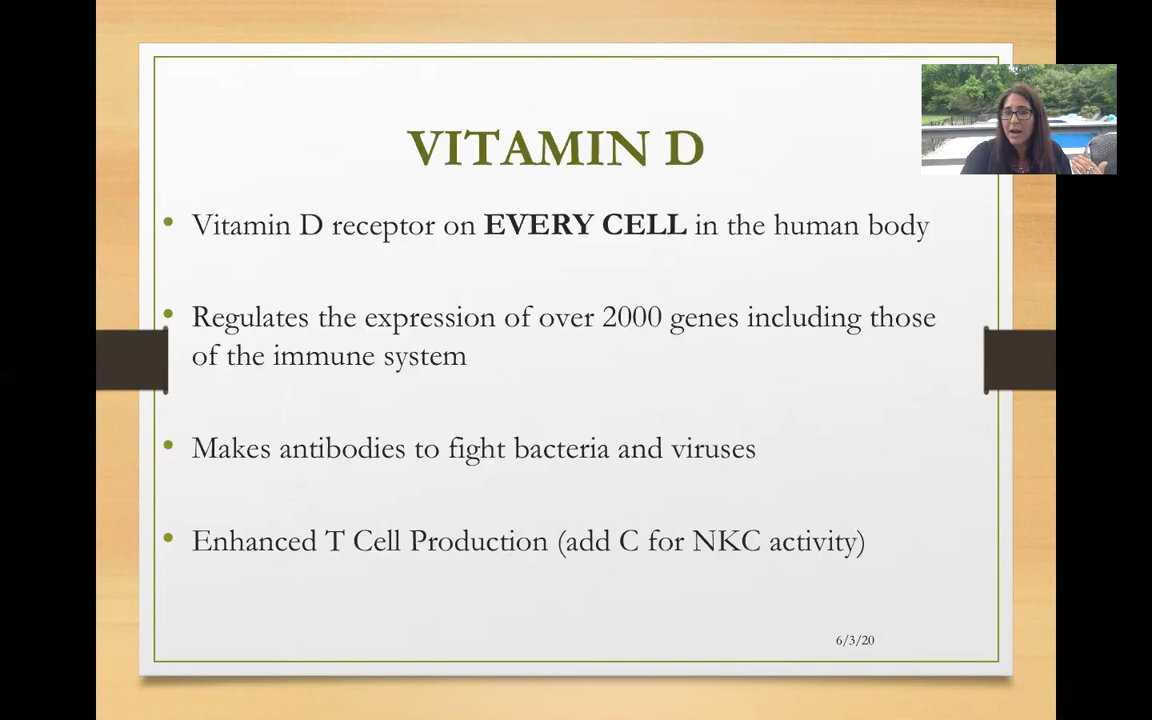 VITAMIN D
• Vitamin D receptor on EVERY CELL in the human body
• Regulates the expression of over 2000 genes including those
of the immune system
• Makes antibodies to fight bacteria and viruses
• Enhanced T Cell Production (add C for NKC activity)
6/3/20